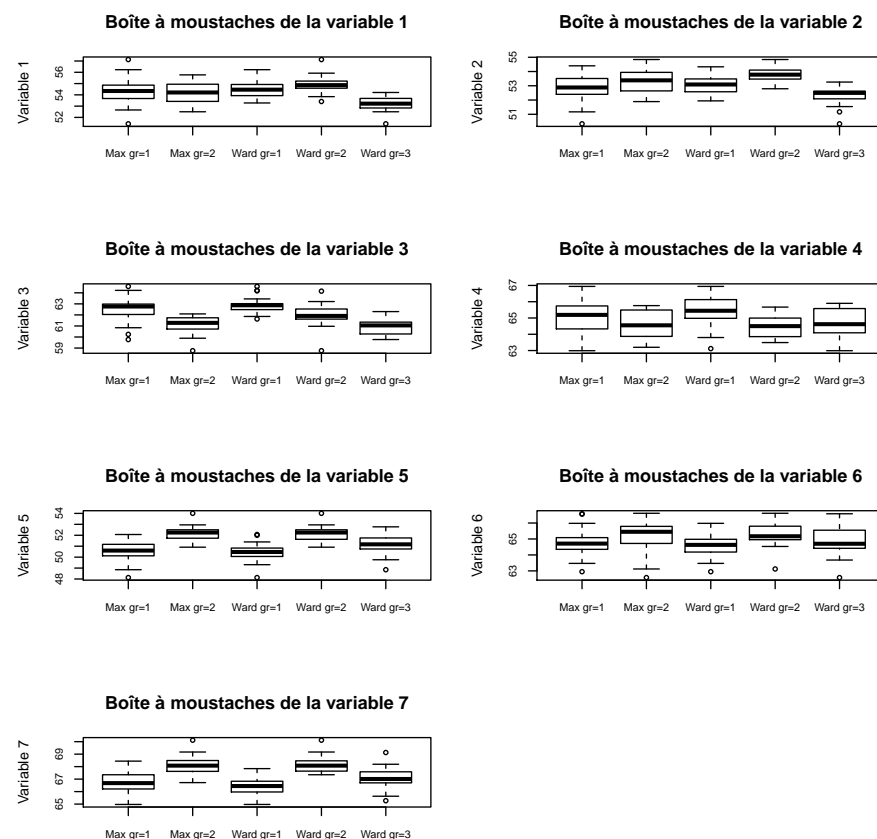 Boîte à moustaches de la variable 1
Variable 1
52 54 56
Max gr=1 Max gr=2 Ward gr=1 Ward gr=2 Ward gr=3
Boîte à moustaches de la variable 2
Variable 2
51 53 55
Max gr=1 Max gr=2 Ward gr=1 Ward gr=2 Ward gr=3
Boîte à moustaches de la variable 3
Variable 3
59 61 63
Max gr=1 Max gr=2 Ward gr=1 Ward gr=2 Ward gr=3
Boîte à moustaches de la variable 4
Variable 4
63 65 67
Max gr=1 Max gr=2 Ward gr=1 Ward gr=2 Ward gr=3
Boîte à moustaches de la variable 5
Variable 5
48 50 52 54
Max gr=1 Max gr=2 Ward gr=1 Ward gr=2 Ward gr=3
Boîte à moustaches de la variable 6
Variable 6
63 65
Max gr=1 Max gr=2 Ward gr=1 Ward gr=2 Ward gr=3
Boîte à moustaches de la variable 7
Variable 7
65 67 69
Max gr=1 Max gr=2 Ward gr=1 Ward gr=2 Ward gr=3